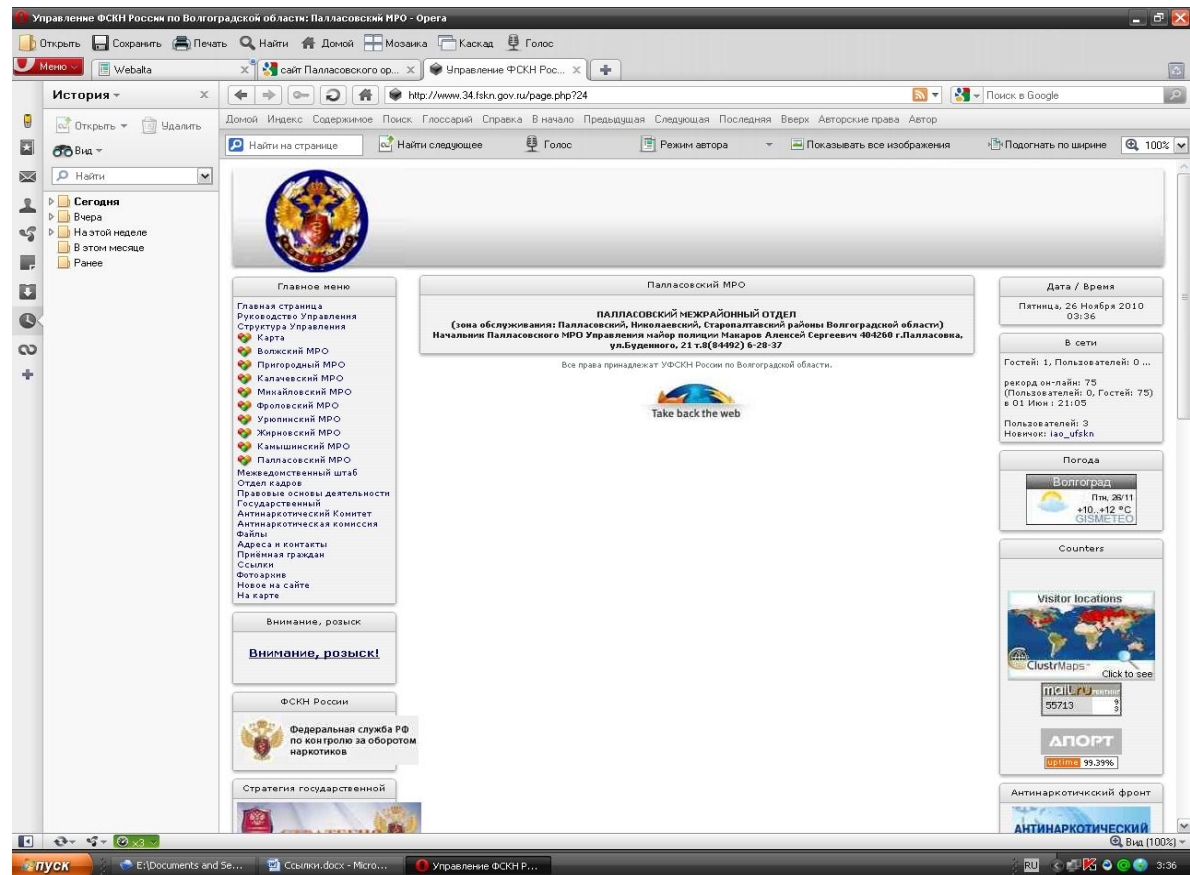 Управление ФСКН России по Волгоградской области: Палласовский МРО - Opera
Открыть Сохранить Печать Найти Домой Мозаика Каскад Голос
Меню Webalta сайт Палласовского ор... Управление ФСКН Рос...
История http://www.34.fskn.gov.ru/page.php?24 Поиск в Google
Домой Индекс Содержимое Поиск Глоссарий Справка В начало Предыдущая Следующая Последняя Вверх Авторские права Автор
Открыть Удалить
Вид
Найти на странице Найти следующее Голос Режим автора Показывать все изображения Подогнать по ширине 100%
Найти
Сегодня
Вчера
На этой неделе
В этом месяце
Ранее
Главное меню
Главная страница
Руководство Управления
Структура Управления
Карта
Волжский МРО
Пригородный МРО
Калачевский МРО
Михайловский МРО
Фроловский МРО
Урюпинский МРО
Жирновский МРО
Камышинский МРО
Палласовский МРО
Межведомственный штаб
Отдел кадров
Правовые основы деятельности
Государственный
Антинаркотический Комитет
Антинаркотическая комиссия
Файлы
Адреса и контакты
Приёмная граждан
Ссылки
Фотоархив
Новое на сайте
На карте
Внимание, розыск
Внимание, розыск!
ФСКН России
Федеральная служба РФ
по контролю за оборотом
наркотиков
Стратегия государственной
Палласовский МРО
ПАЛЛАСОВСКИЙ МЕЖРАЙОННЫЙ ОТДЕЛ
(зона обслуживания: Палласовский, Николаевский, Старопалтавский районы Волгоградской области)
Начальник Палласовского МРО Управления майор полиции Макаров Алексей Сергеевич 404260 г.Палласовка,
ул.Буденного, 21 т.8(84492) 6-28-37
Все права принадлежат УФСКН России по Волгоградской области.
Take back the web
Дата / Время
Пятница, 26 Ноября 2010
03:36
В сети
Гостей: 1, Пользователей: 0 ...
рекорд он-лайн: 75
(Пользователей: 0, Гостей: 75)
в 01 Июн : 21:05
Пользователей: 3
Новичок: iao_ufskn
Погода
Волгоград
Птн, 26/11
+10..+12 °C
GISMETEO
Counters
Visitor locations
ClustrMaps
Click to see
mail.ru рейтинг
55713 9
3
АПОРТ
uptime 99.39%
Антинаркотичкский фронт
АНТИНАРКОТИЧЕСКИЙ
x3 Вид (100%)
пуск E:\Documents and Se... Ссылки.docx - Micro... Управление ФСКН Р... RU 3:36